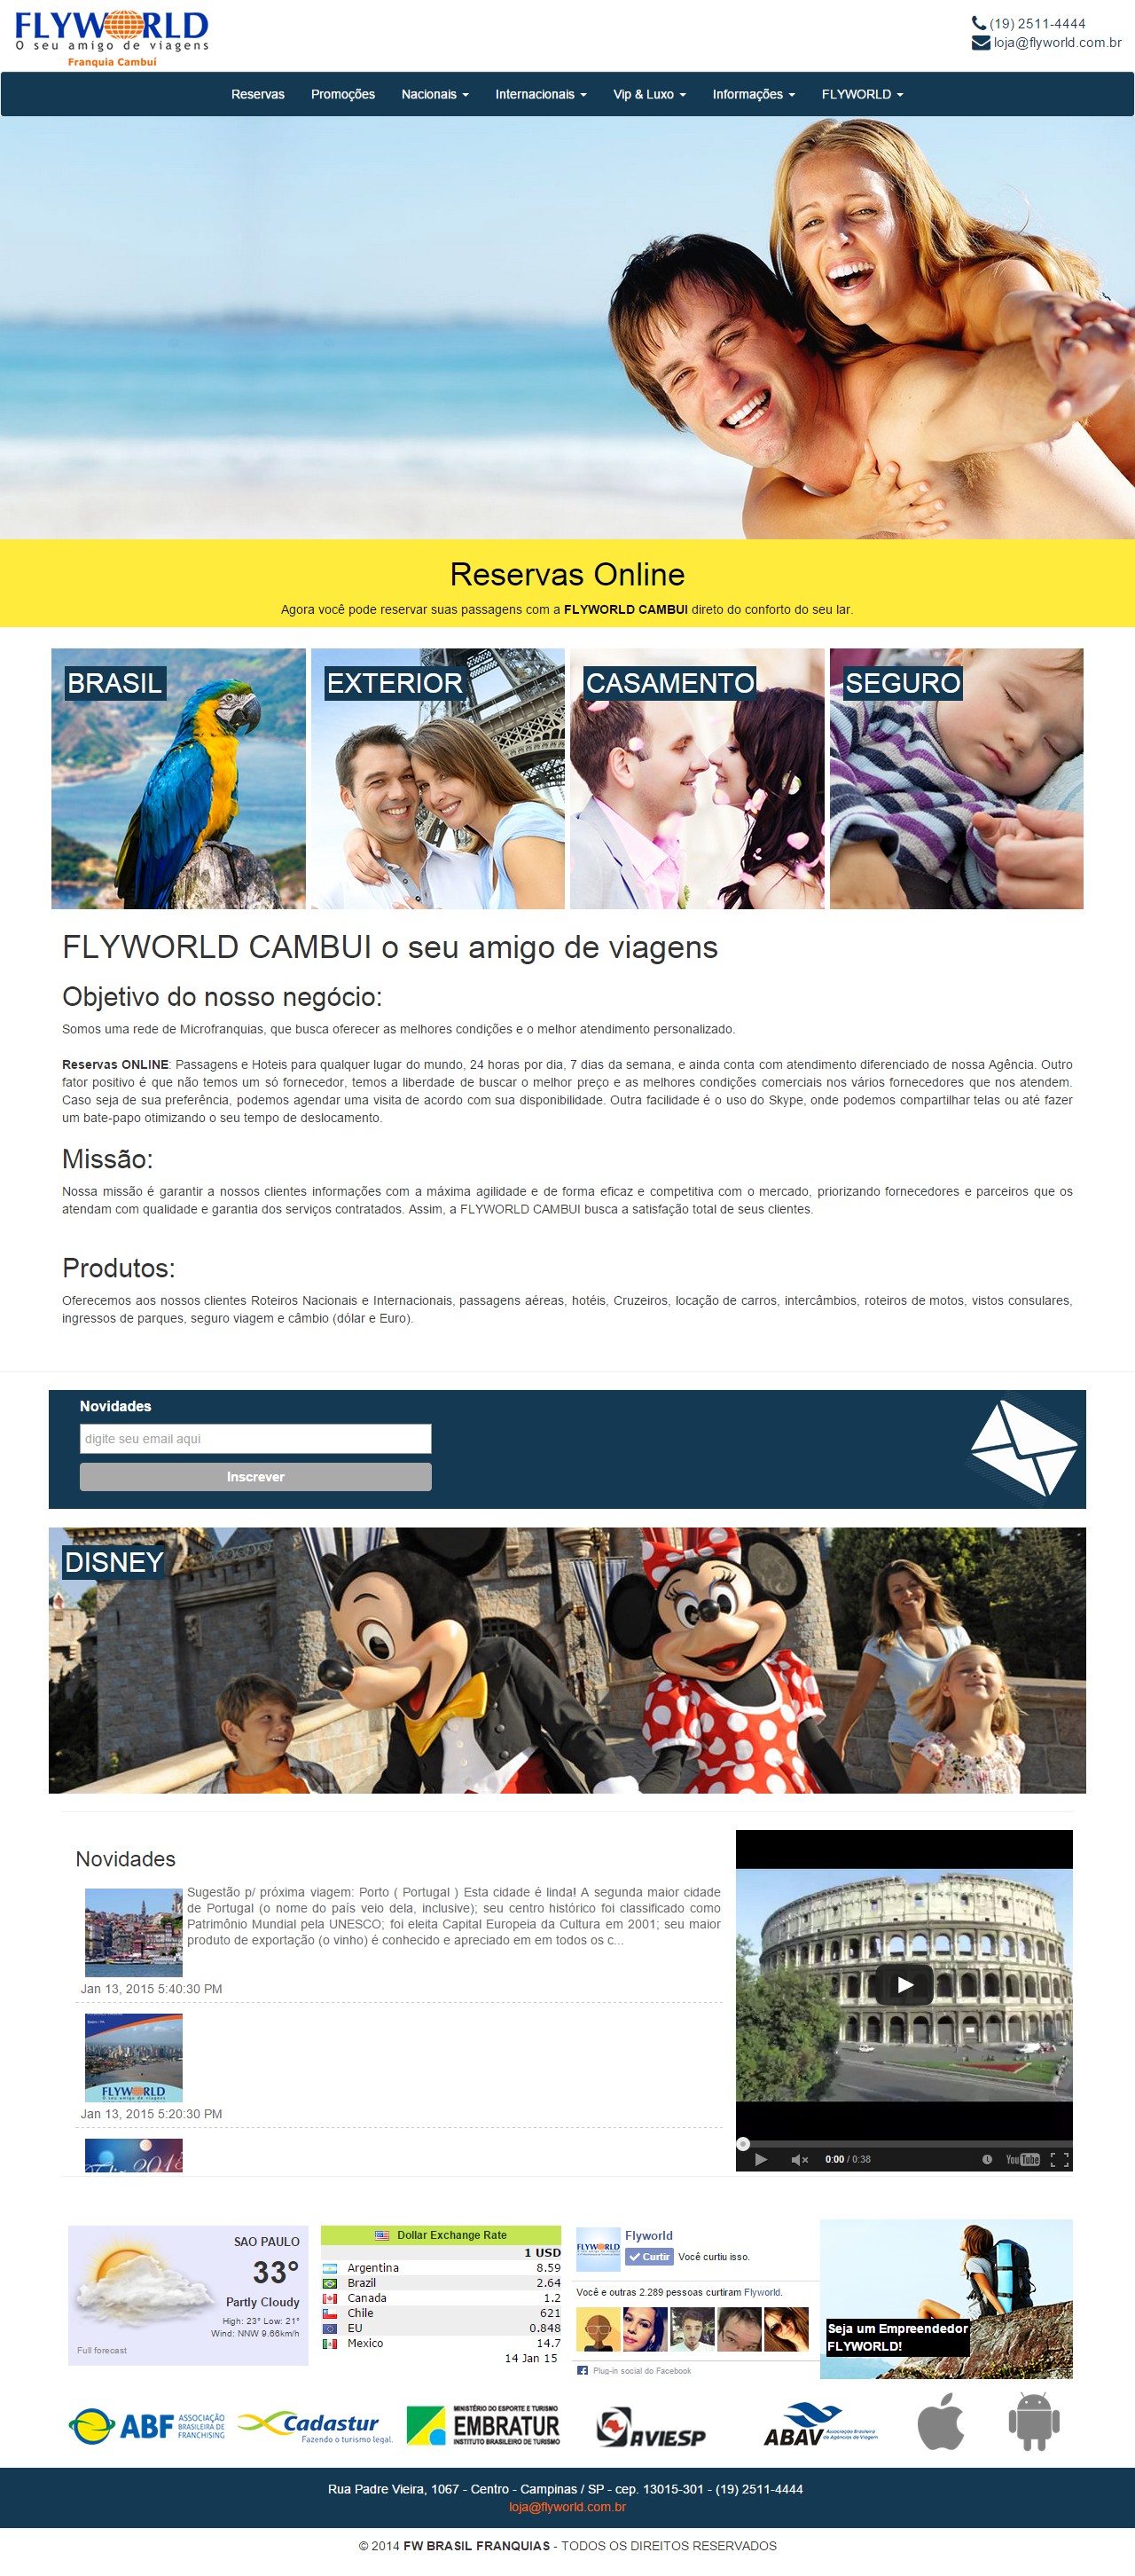 FLYWORLD
O seu amigo de viagens
Franquia Cambuí
(19) 2511-4444
loja@flyworld.com.br
Reservas Promoções Nacionais Internacionais Vip & Luxo Informações FLYWORLD
Reservas Online
Agora você pode reservar suas passagens com a FLYWORLD CAMBUI direto do conforto do seu lar.
BRASIL
EXTERIOR
CASAMENTO
SEGURO
FLYWORLD CAMBUI o seu amigo de viagens
Objetivo do nosso negócio:
Somos uma rede de Microfranquias, que busca oferecer as melhores condições e o melhor atendimento personalizado.
Reservas ONLINE: Passagens e Hoteis para qualquer lugar do mundo, 24 horas por dia, 7 dias da semana, e ainda conta com atendimento diferenciado de nossa Agência. Outro
fator positivo é que não temos um só fornecedor, temos a liberdade de buscar o melhor preço e as melhores condições comerciais nos vários fornecedores que nos atendem.
Caso seja de sua preferência, podemos agendar uma visita de acordo com sua disponibilidade. Outra facilidade é o uso do Skype, onde podemos compartilhar telas ou até fazer
um bate-papo otimizando o seu tempo de deslocamento.
Missão:
Nossa missão é garantir a nossos clientes informações com a máxima agilidade e de forma eficaz e competitiva com o mercado, priorizando fornecedores e parceiros que os
atendam com qualidade e garantia dos serviços contratados. Assim, a FLYWORLD CAMBUI busca a satisfação total de seus clientes.
Produtos:
Oferecemos aos nossos clientes Roteiros Nacionais e Internacionais, passagens aéreas, hotéis, Cruzeiros, locação de carros, intercâmbios, roteiros de motos, vistos consulares,
ingressos de parques, seguro viagem e câmbio (dólar e Euro).
Novidades
digite seu email aqui
Inscrever
DISNEY
Novidades
Sugestão p/ próxima viagem: Porto ( Portugal ) Esta cidade é linda! A segunda maior cidade
de Portugal (o nome do país veio dela, inclusive); seu centro histórico foi classificado como
Patrimônio Mundial pela UNESCO; foi eleita Capital Europeia da Cultura em 2001; seu maior
produto de exportação (o vinho) é conhecido e apreciado em em todos os c...
Jan 13, 2015 5:40:30 PM
FLYWORLD
O seu amigo de viagens
Jan 13, 2015 5:20:30 PM
2015
0:00 / 0:38
YouTube
SAO PAULO
33°
Partly Cloudy
High: 23° Low: 21°
Wind: NNW 9.66km/h
Full forecast
Dollar Exchange Rate
1 USD
Argentina 8.59
Brazil 2.64
Canada 1.2
Chile 621
EU 0.848
Mexico 14.7
14 Jan 15
FLYWORLD
Flyworld
Curtir Você curtiu isso.
Você e outras 2.289 pessoas curtiram Flyworld.
Plug-in social do Facebook
Seja um Empreendedor
FLYWORLD!
ABF ASSOCIAÇÃO
BRASILEIRA DE
FRANCHISING
Cadastur
Fazendo o turismo legal.
MINISTÉRIO DO ESPORTE E TURISMO
EMBRATUR
INSTITUTO BRASILEIRO DE TURISMO
AVIESP
ABAV Associação Brasileira
de Agências de Viagem
Rua Padre Vieira, 1067 - Centro - Campinas / SP - cep. 13015-301 - (19) 2511-4444
loja@flyworld.com.br
© 2014 FW BRASIL FRANQUIAS - TODOS OS DIREITOS RESERVADOS